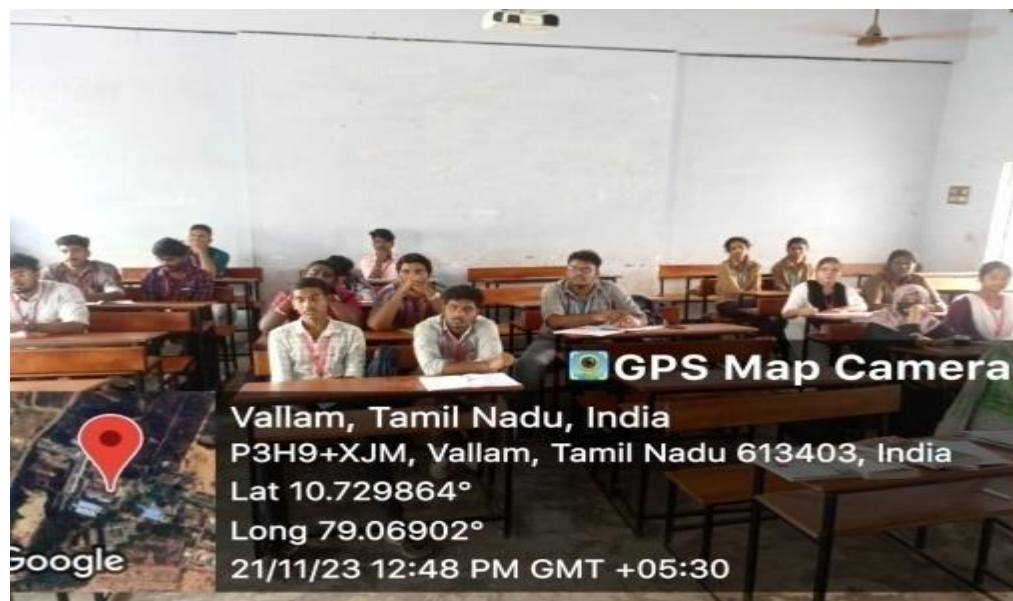 GPS Map Camera
Vallam, Tamil Nadu, India
P3H9+XJM, Vallam, Tamil Nadu 613403, India
Lat 10.729864°
Long 79.06902°
21/11/23 12:48 PM GMT +05:30
Google